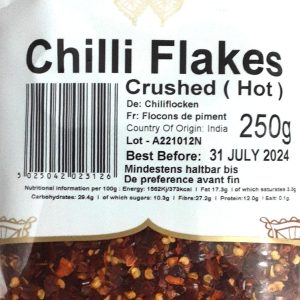 Chilli Flakes
Crushed ( Hot )
De: Chiliflocken
Fr: Flocons de piment
Country Of Origin: India
250g
Lot - A221012N
Best Before: 31 JULY 2024
Mindestens haltbar bis
De preference avant fin
5 025042 025126
Nutritional information per 100g : Energy:1562Kj/373kcal | Fat 17.3g | of which saturates 3.3g
Carbohydrates: 29.4g | of which sugars: 10.3g | Fibre:27.2g | Protein:12.0g | Salt: 0.1g